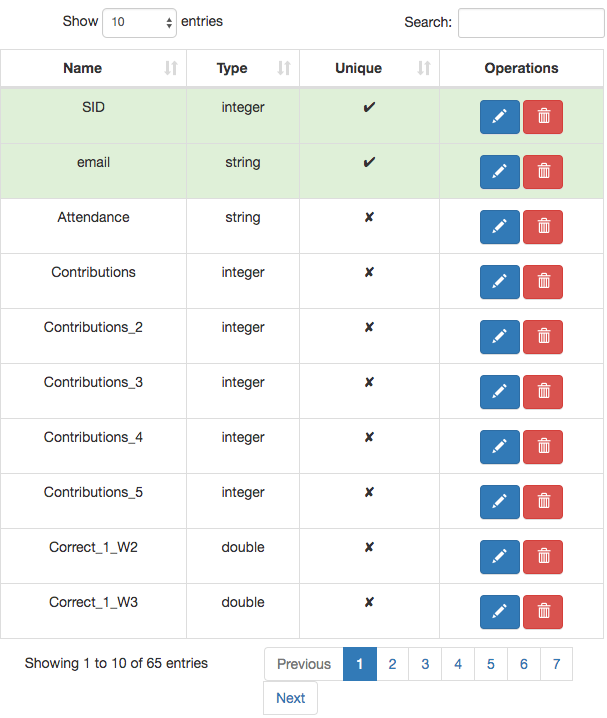 Show 10 entries Search:
Name Type Unique Operations
SID integer ✔
email string ✔
Attendance string ✘
Contributions integer ✘
Contributions_2 integer ✘
Contributions_3 integer ✘
Contributions_4 integer ✘
Contributions_5 integer ✘
Correct_1_W2 double ✘
Correct_1_W3 double ✘
Showing 1 to 10 of 65 entries Previous 1 2 3 4 5 6 7
Next